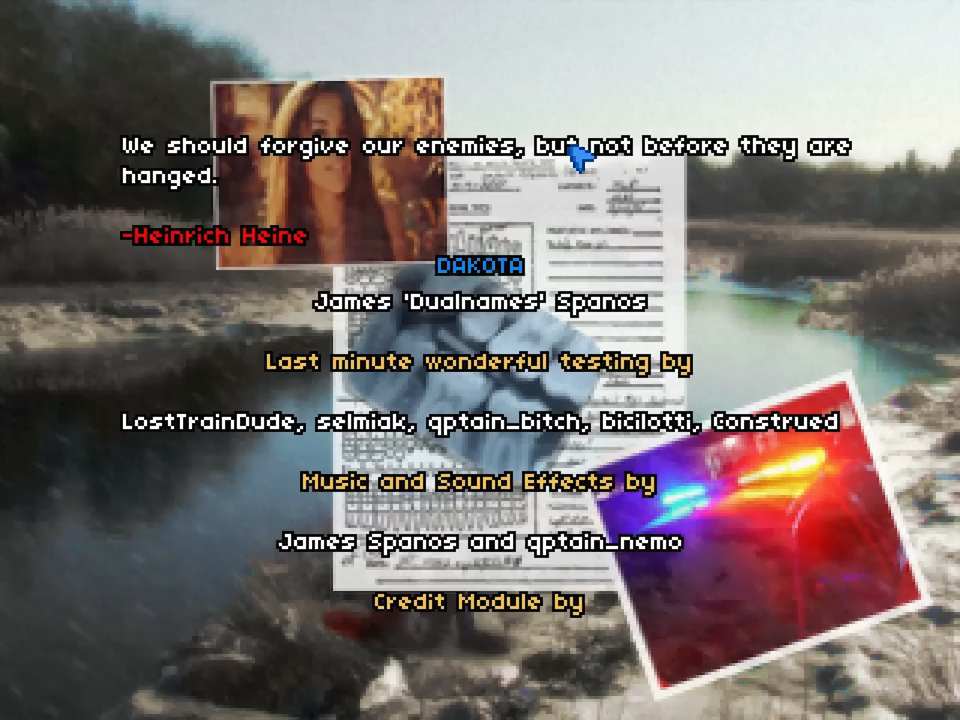 We should forgive our enemies, but not before they are
hanged.
-Heinrich Heine
DAKOTA
James 'Dualnames' Spanos
Last minute wonderful testing by
LostTrainDude, selmiak, qptain_bitch, bicilotti, Construed
Music and Sound Effects by
James Spanos and qptain_nemo
Credit Module by